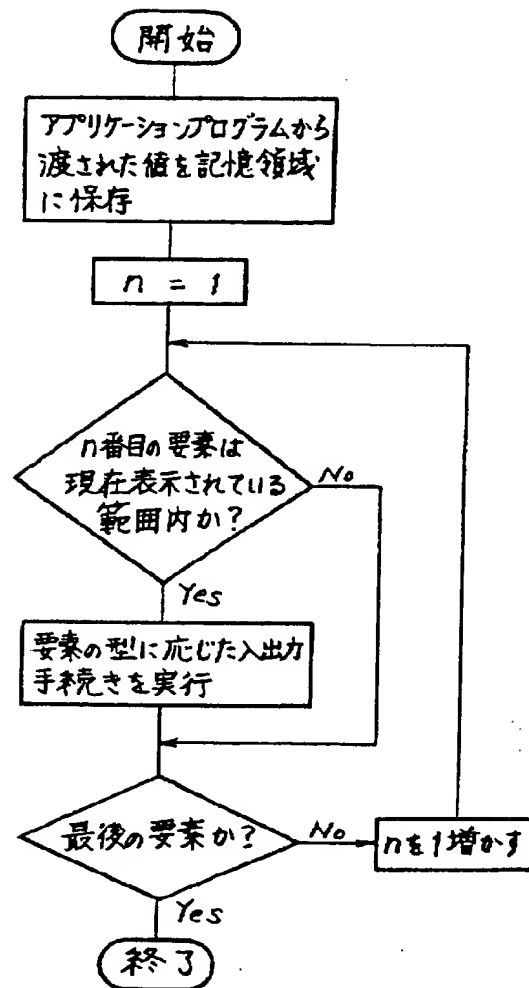 開始
アプリケーションプログラムから
渡された値を記憶領域
に保存
n = 1
n番目の要素は
現在表示されている
範囲内か?
No
Yes
要素の型に応じた入出力
手続きを実行
最後の要素か?
No
nを1増かす
Yes
終了